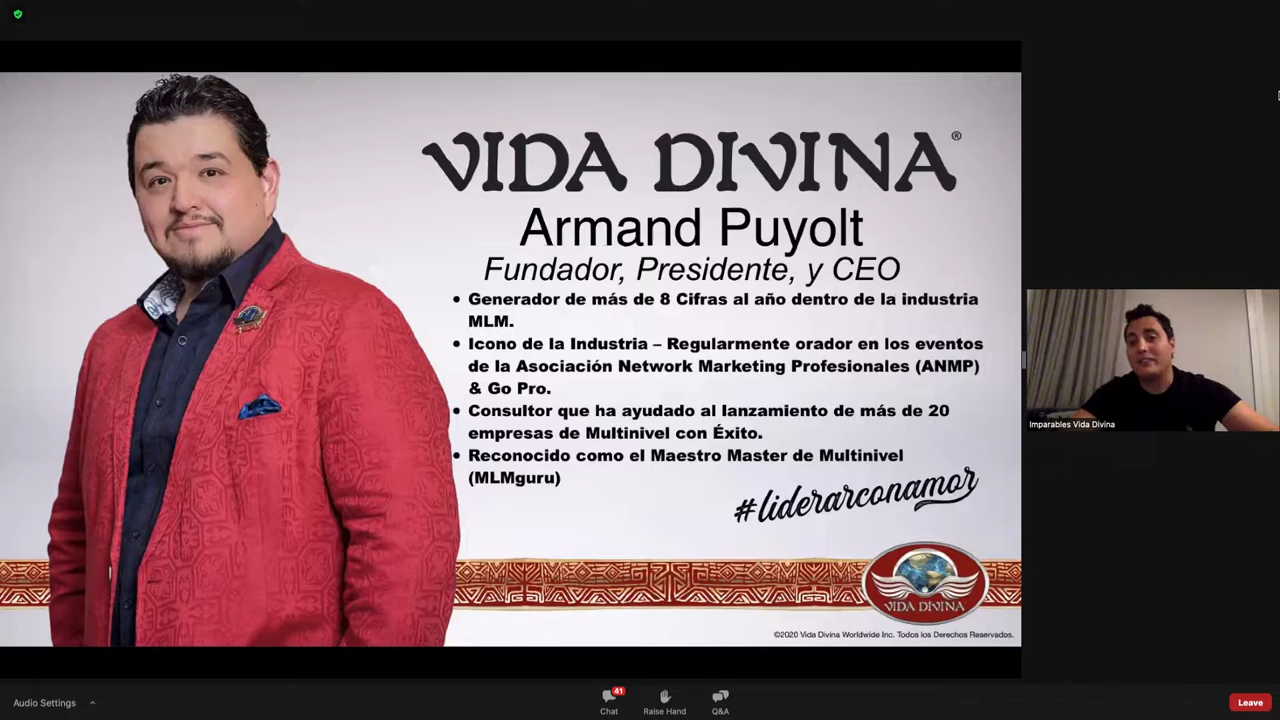 VIDA DIVINA®
Armand Puyolt
Fundador, Presidente, y CEO
• Generador de más de 8 Cifras al año dentro de la industria
MLM.
• Icono de la Industria – Regularmente orador en los eventos
de la Asociación Network Marketing Profesionales (ANMP)
& Go Pro.
• Consultor que ha ayudado al lanzamiento de más de 20
empresas de Multinivel con Éxito.
• Reconocido como el Maestro Master de Multinivel
(MLMguru)
#liderarconamor
VIDA DIVINA
©2020 Vida Divina Worldwide Inc. Todos los Derechos Reservados.
Imparables Vida Divina
Audio Settings
41
Chat
Raise Hand
Q&A
Leave